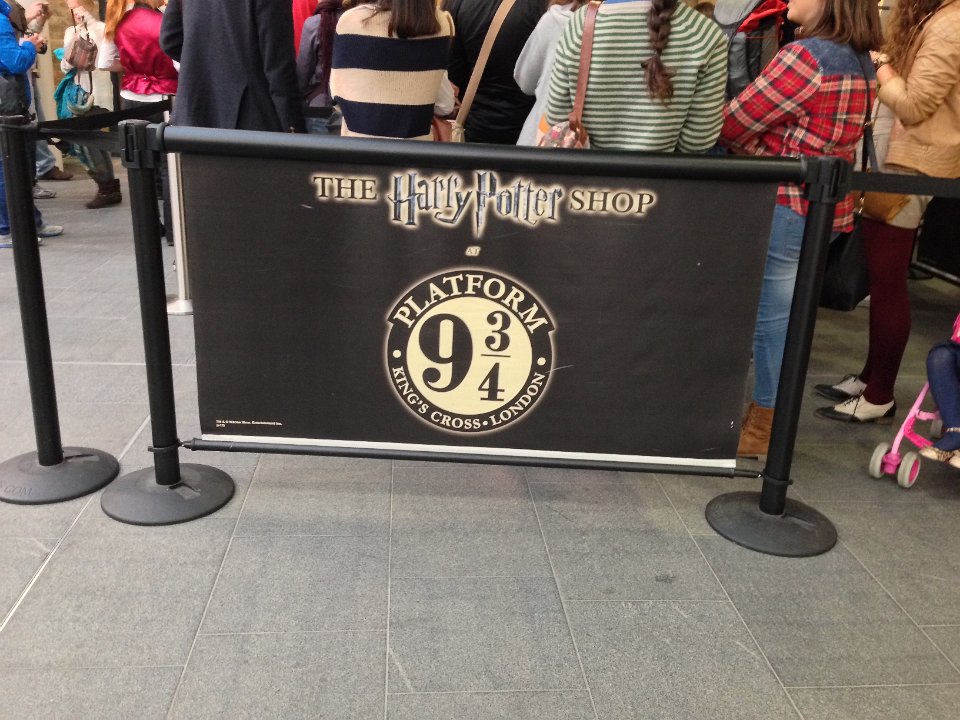 THE Harry Potter SHOP
AT
PLATFORM
9 3/4
KING'S CROSS · LONDON